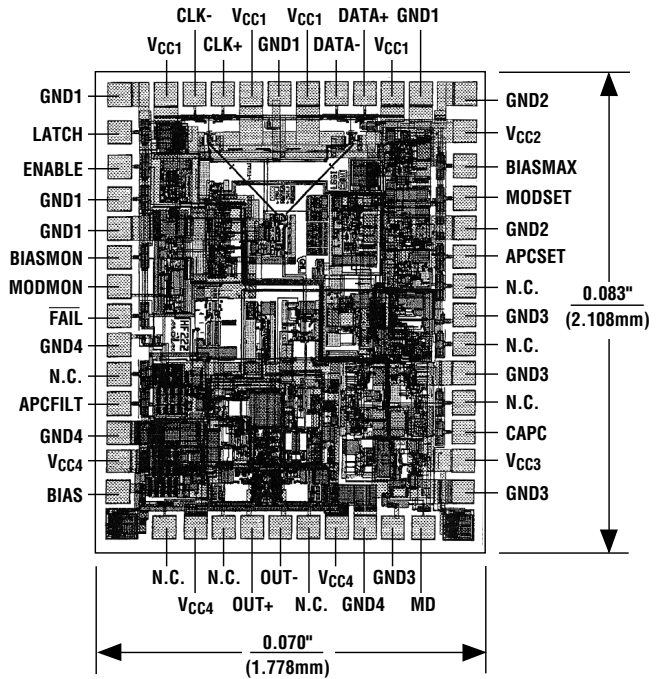 CLK- VCC1 VCC1 DATA+ GND1
VCC1 CLK+ GND1 DATA- VCC1
GND1
LATCH
ENABLE
GND1
GND1
BIASMON
MODMON
FAIL
GND4
N.C.
APCFILT
GND4
VCC4
BIAS
GND2
VCC2
BIASMAX
MODSET
GND2
APCSET
N.C.
GND3
N.C.
GND3
N.C.
CAPC
VCC3
GND3
HF222
N.C. N.C. OUT- VCC4 GND3
VCC4 OUT+ N.C. GND4 MD
0.083"
(2.108mm)
0.070"
(1.778mm)